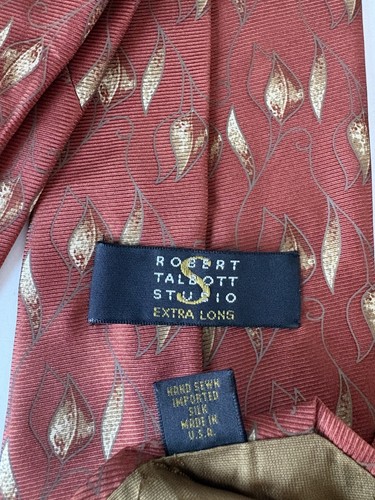 ROBERT
TALBOTT
STUDIO
S
EXTRA LONG
HAND SEWN
IMPORTED
SILK
MADE IN
U.S.A.